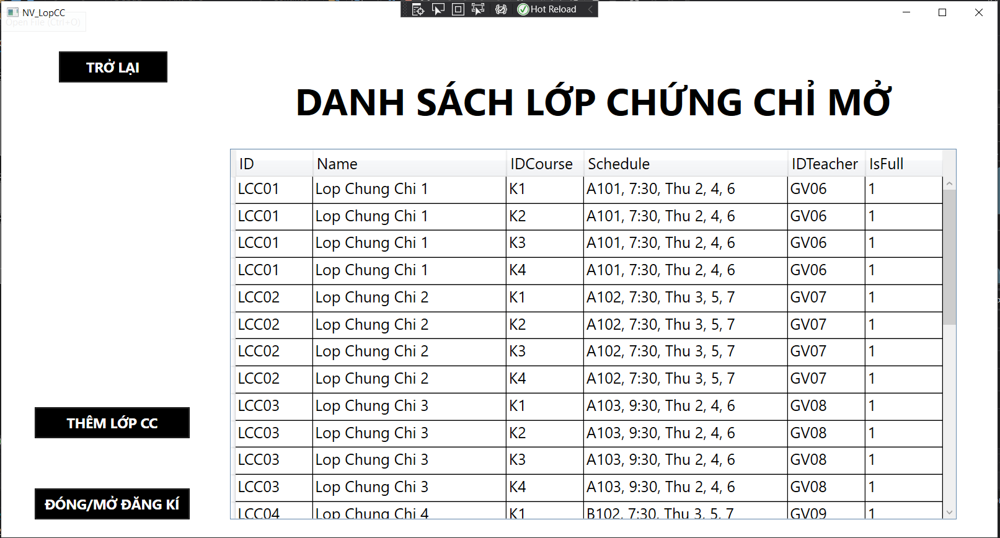 NV_LopCC
Hot Reload
Open File (Ctrl+O)
TRỞ LẠI
DANH SÁCH LỚP CHỨNG CHỈ MỞ
ID Name IDCourse Schedule IDTeacher IsFull
LCC01 Lop Chung Chi 1 K1 A101, 7:30, Thu 2, 4, 6 GV06 1
LCC01 Lop Chung Chi 1 K2 A101, 7:30, Thu 2, 4, 6 GV06 1
LCC01 Lop Chung Chi 1 K3 A101, 7:30, Thu 2, 4, 6 GV06 1
LCC01 Lop Chung Chi 1 K4 A101, 7:30, Thu 2, 4, 6 GV06 1
LCC02 Lop Chung Chi 2 K1 A102, 7:30, Thu 3, 5, 7 GV07 1
LCC02 Lop Chung Chi 2 K2 A102, 7:30, Thu 3, 5, 7 GV07 1
LCC02 Lop Chung Chi 2 K3 A102, 7:30, Thu 3, 5, 7 GV07 1
LCC02 Lop Chung Chi 2 K4 A102, 7:30, Thu 3, 5, 7 GV07 1
LCC03 Lop Chung Chi 3 K1 A103, 9:30, Thu 2, 4, 6 GV08 1
LCC03 Lop Chung Chi 3 K2 A103, 9:30, Thu 2, 4, 6 GV08 1
LCC03 Lop Chung Chi 3 K3 A103, 9:30, Thu 2, 4, 6 GV08 1
LCC03 Lop Chung Chi 3 K4 A103, 9:30, Thu 2, 4, 6 GV08 1
LCC04 Lop Chung Chi 4 K1 B102, 7:30, Thu 3, 5, 7 GV09 1
THÊM LỚP CC
ĐÓNG/MỞ ĐĂNG KÍ